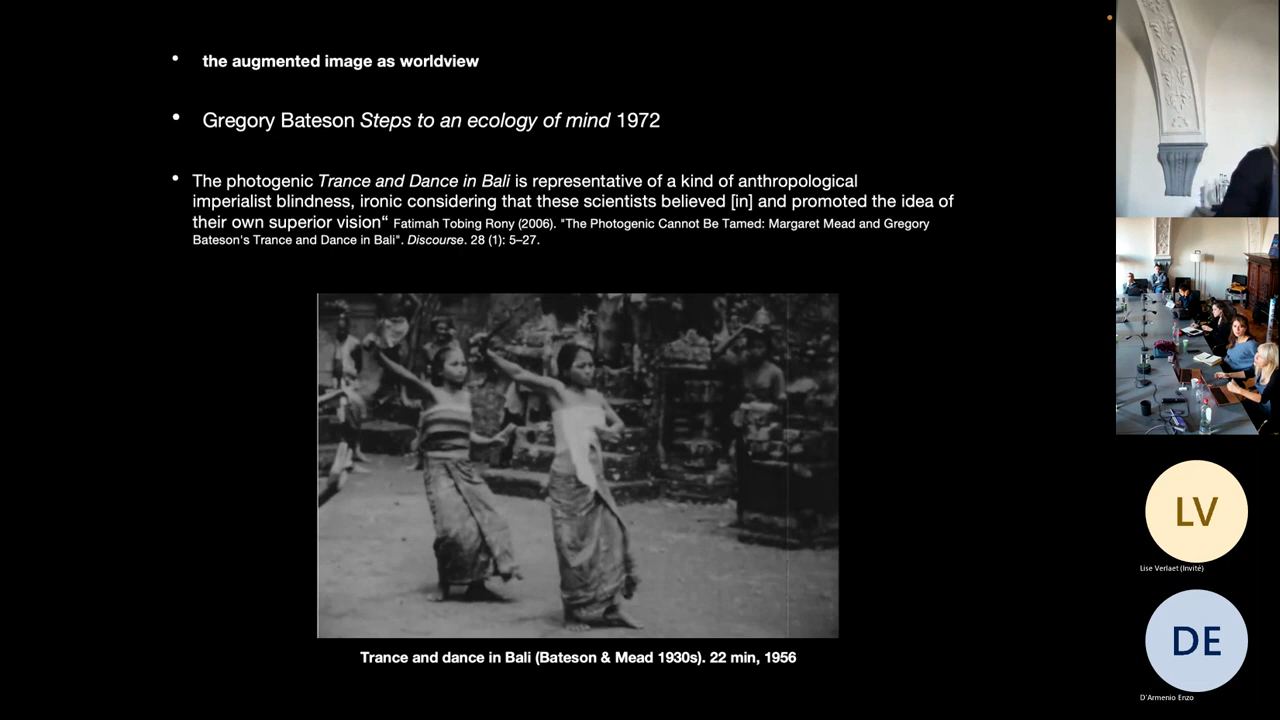 the augmented image as worldview
Gregory Bateson Steps to an ecology of mind 1972
The photogenic Trance and Dance in Bali is representative of a kind of anthropological
imperialist blindness, ironic considering that these scientists believed [in] and promoted the idea of
their own superior vision“ Fatimah Tobing Rony (2006). "The Photogenic Cannot Be Tamed: Margaret Mead and Gregory
Bateson's Trance and Dance in Bali". Discourse. 28 (1): 5–27.
Trance and dance in Bali (Bateson & Mead 1930s). 22 min, 1956
LV
Lise Verlaet (Invité)
DE
D'Armenio Enzo